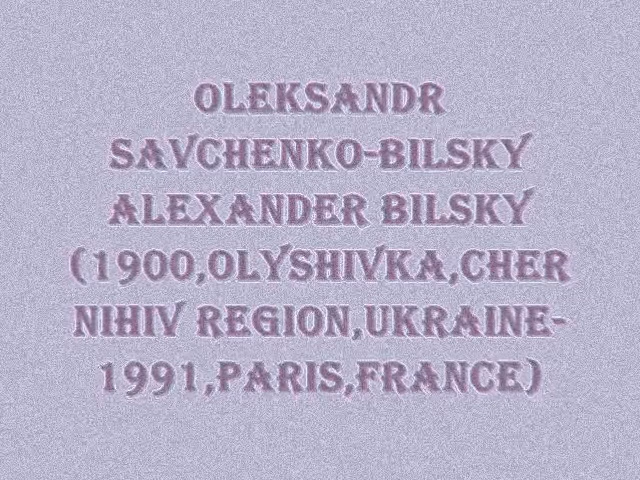 OLEKSANDR
SAVCHENKO-BILSKY
ALEXANDER BILSKY
(1900,OLYSHIVKA,CHER
NIHIV REGION,UKRAINE-
1991,PARIS,FRANCE)